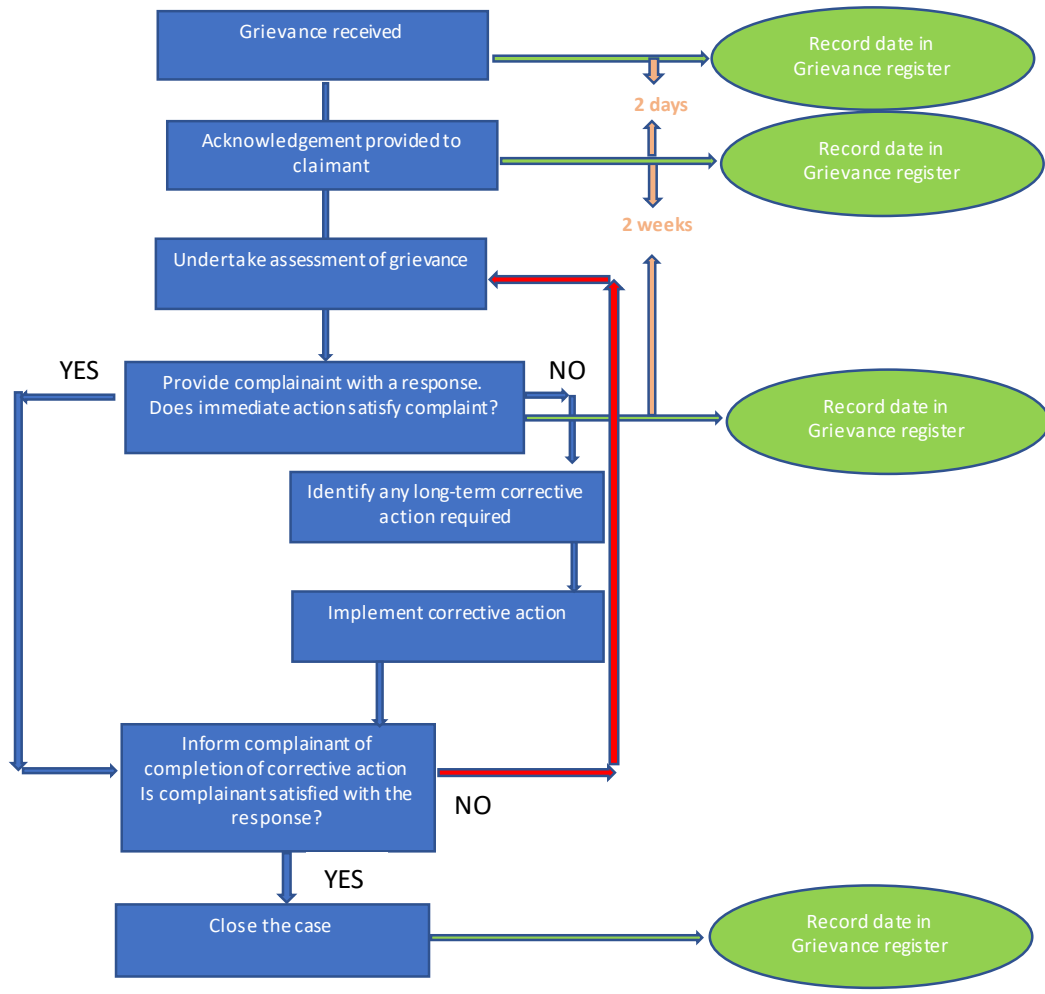 Grievance received
Record date in
Grievance register
2 days
Acknowledgement provided to
claimant
Record date in
Grievance register
2 weeks
Undertake assessment of grievance
YES
NO
Provide complainaint with a response.
Does immediate action satisfy complaint?
Record date in
Grievance register
Identify any long-term corrective
action required
Implement corrective action
Inform complainant of
completion of corrective action
Is complainant satisfied with the
response?
NO
YES
Close the case
Record date in
Grievance register